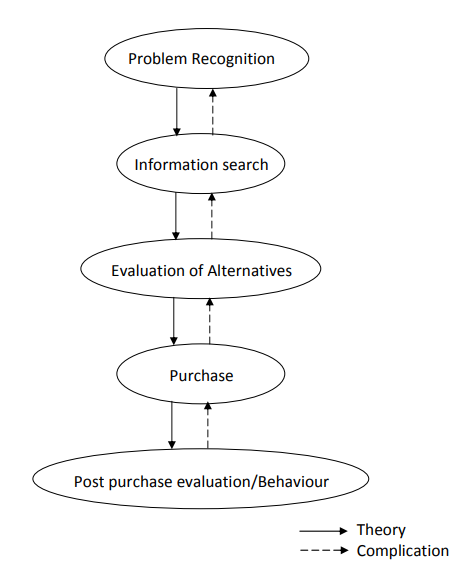 Problem Recognition
Information search
Evaluation of Alternatives
Purchase
Post purchase evaluation/Behaviour
Theory
Complication